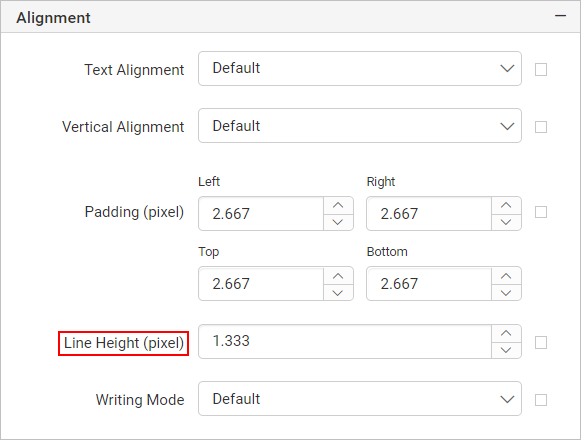 Alignment
Text Alignment Default
Vertical Alignment Default
Left Right
Padding (pixel) 2.667 2.667
Top Bottom
2.667 2.667
Line Height (pixel) 1.333
Writing Mode Default